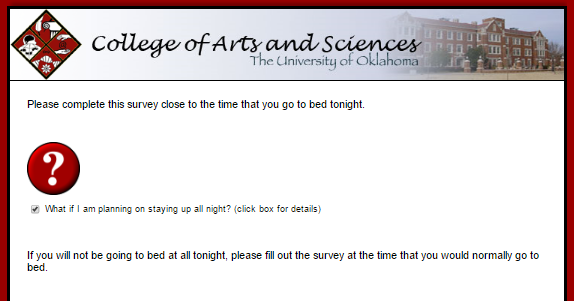 College of Arts and Sciences
The University of Oklahoma
Please complete this survey close to the time that you go to bed tonight.
?
What if I am planning on staying up all night? (click box for details)
If you will not be going to bed at all tonight, please fill out the survey at the time that you would normally go to
bed.